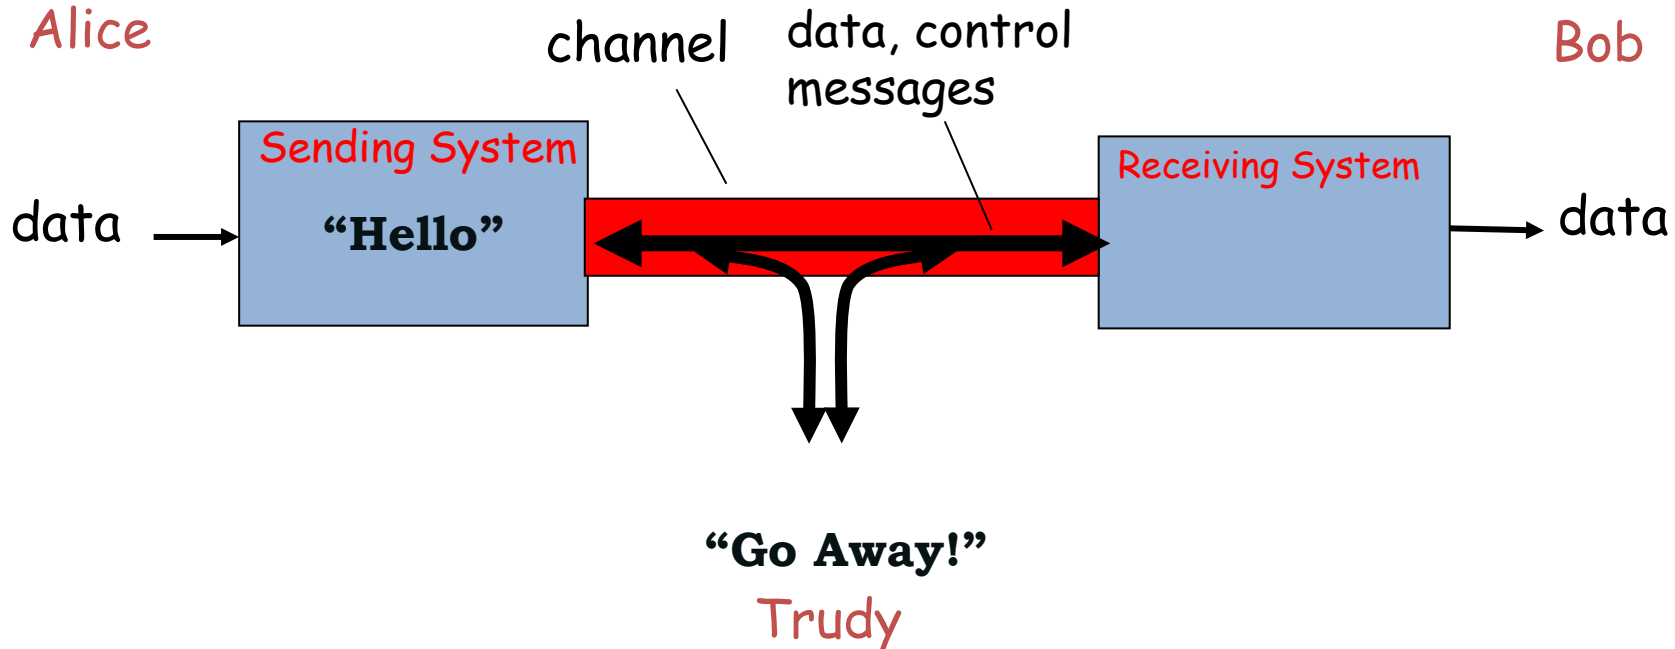 Alice
channel
data, control
messages
Bob
Sending System
Receiving System
data
“Hello”
data
“Go Away!”
Trudy